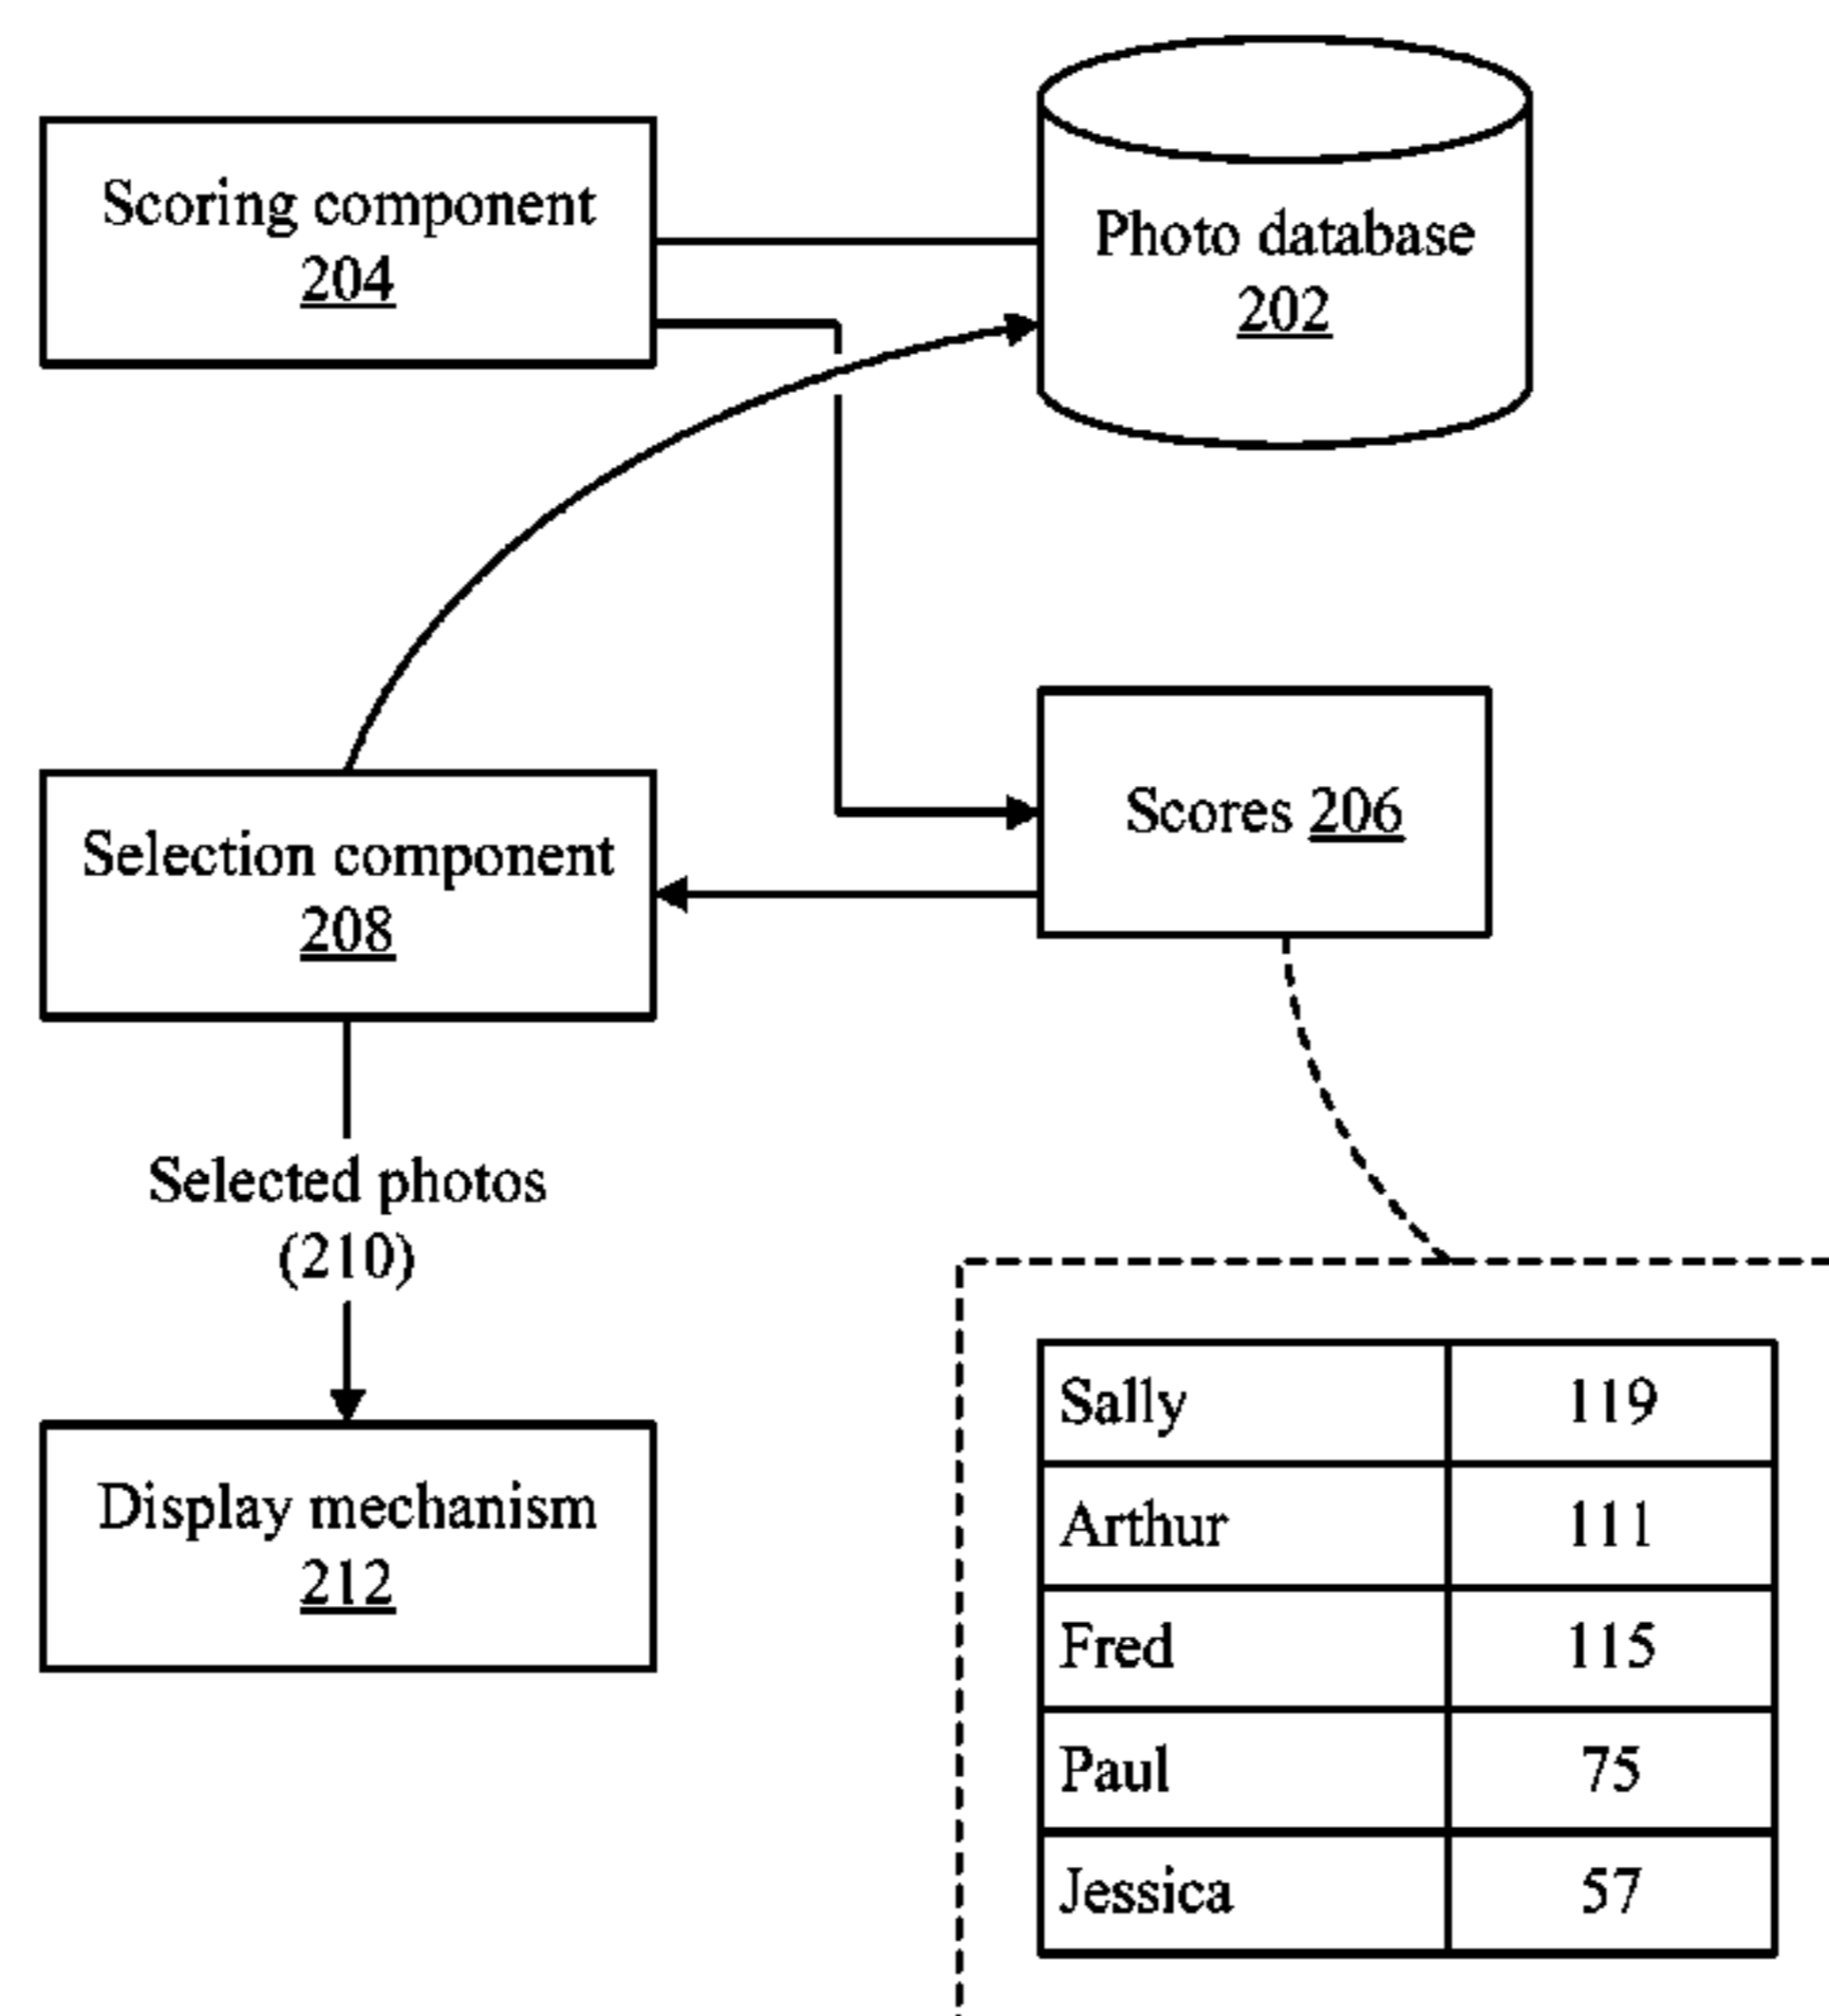 Scoring component
204
Photo database
202
Scores 206
Selection component
208
Selected photos
(210)
Display mechanism
212
Sally 119
Arthur 111
Fred 115
Paul 75
Jessica 57